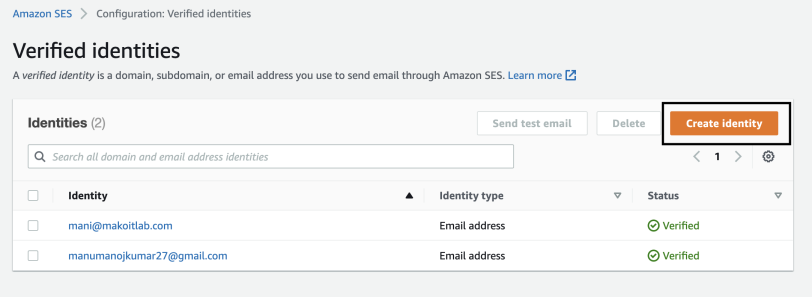 Amazon SES > Configuration: Verified identities
Verified identities
A verified identity is a domain, subdomain, or email address you use to send email through Amazon SES. Learn more
Identities (2) Send test email Delete Create identity
Search all domain and email address identities < 1 >
Identity Identity type Status
mani@makoitlab.com Email address Verified
manumanojkumar27@gmail.com Email address Verified